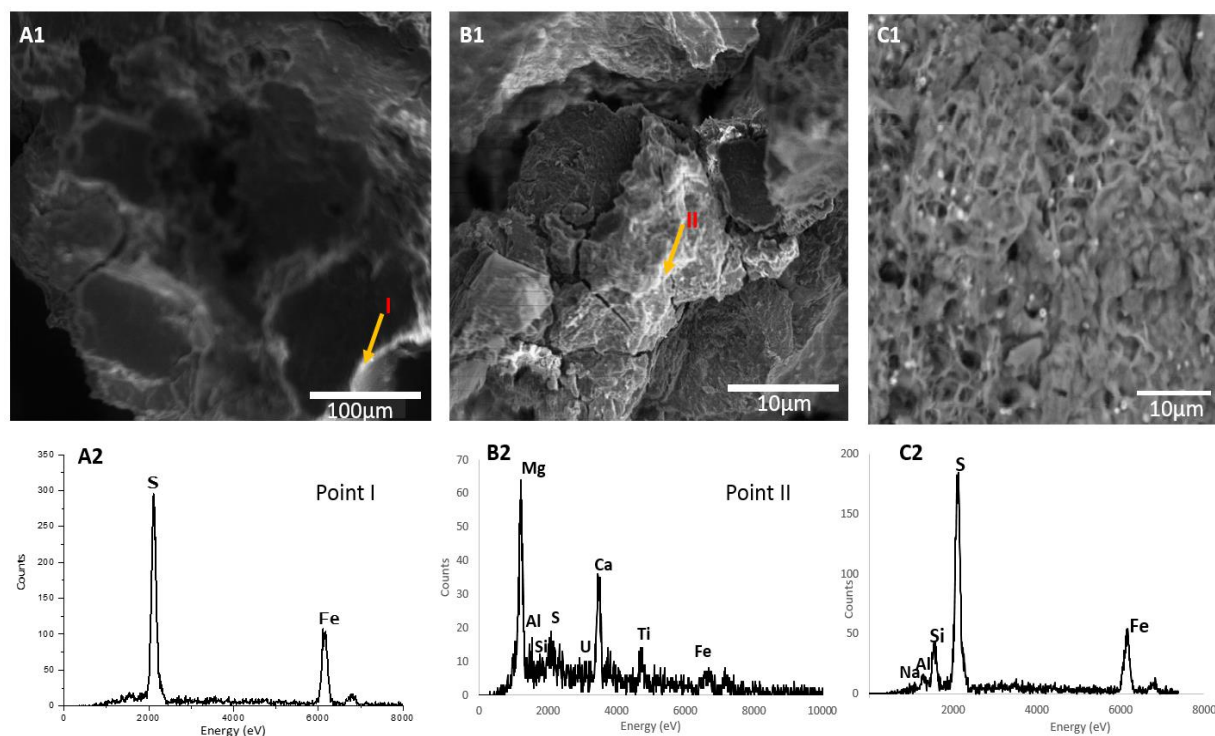 A1
I
100µm
B1
II
10µm
C1
10µm
A2
350
300
250
200
150
100
50
0
Counts
S
Fe
Point I
0
2000
4000
6000
8000
Energy (eV)
B2
70
60
50
40
30
20
10
0
Counts
Mg
Al
Si
S
U
Ca
Ti
Fe
Point II
0
2000
4000
6000
8000
10000
Energy (eV)
C2
200
150
100
50
0
Counts
Na
Al
Si
S
Fe
2000
4000
6000
8000
Energy (eV)